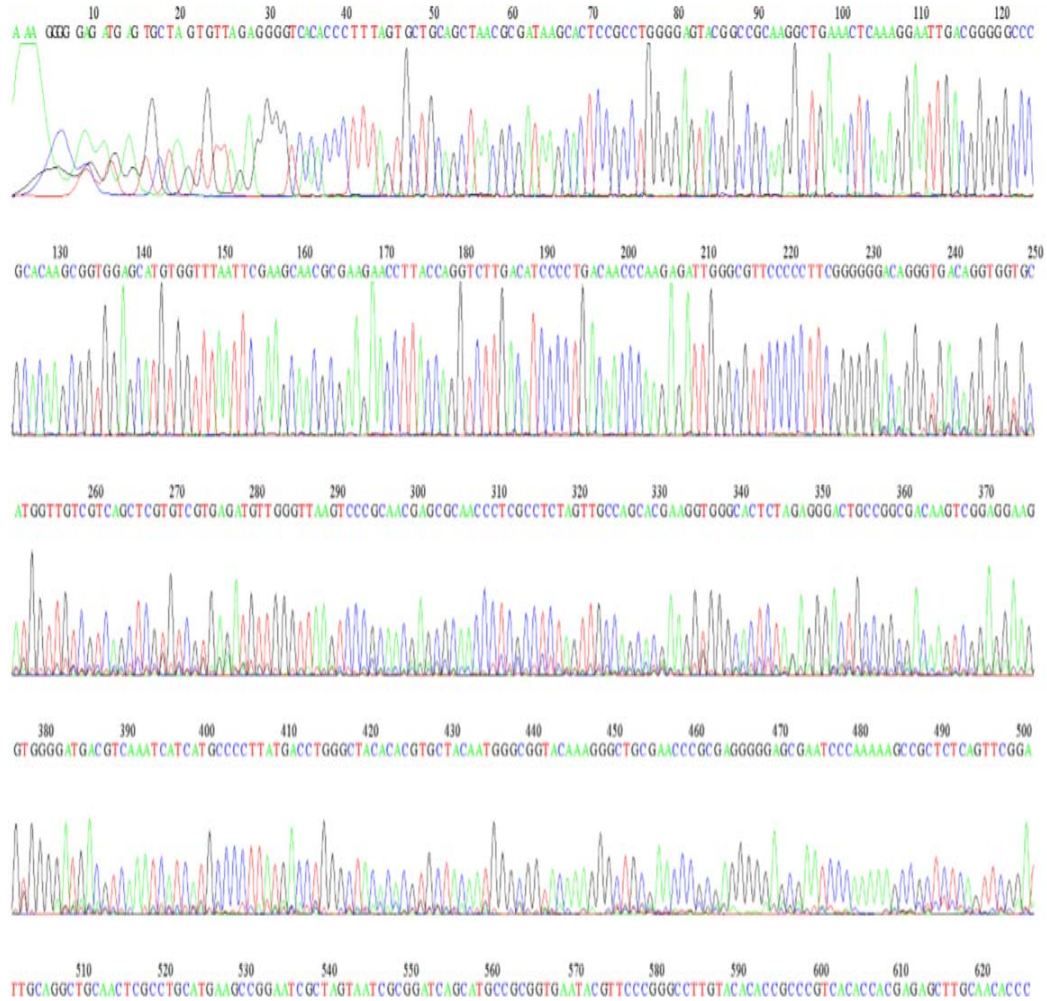 10 20 30 40 50 60 70 80 90 100 110 120
A AA GGGG GAG ATG AG TGCTA GTGTTAGAGGGGTCACACCCTTTAGTGCTGCAGCTAACGCGATAAGCACTCCGCCTGGGGAGTACGGCCGCAAGGCTGAAACTCAAAGGAATTGACGGGGGCCC
130 140 150 160 170 180 190 200 210 220 230 240 250
GCACAAGCGGTGGAGCATGTGGTTTAATTCGAAGCAACGCGAAGAACCTTACCAGGTCTTGACATCCCCTGACAACCCAAGAGATTGGGCGTTCCCCCTTCGGGGGGACAGGGTGACAGGTGGTGC
260 270 280 290 300 310 320 330 340 350 360 370
ATGGTTGTCGTCAGCTCGTGTCGTGAGATGTTGGGTTAAGTCCCGCAACGAGCGCAACCCTCGCCTCTAGTTGCCAGCACGAAGGTGGGCACTCTAGAGGGACTGCCGGCGACAAGTCGGAGGAAG
380 390 400 410 420 430 440 450 460 470 480 490 500
GTGGGGATGACGTCAAATCATCATGCCCCTTATGACCTGGGCTACACACGTGCTACAATGGGCGGTACAAAGGGCTGCGAACCCGCGAGGGGGAGCGAATCCCAAAAAGCCGCTCTCAGTTCGGA
510 520 530 540 550 560 570 580 590 600 610 620
TTGCAGGCTGCAACTCGCCTGCATGAAGCCGGAATCGCTAGTAATCGCGGATCAGCATGCCGCGGTGAATACGTTCCCGGGCCTTGTACACACCGCCCGTCACACCACGAGAGCTTGCAACACCC